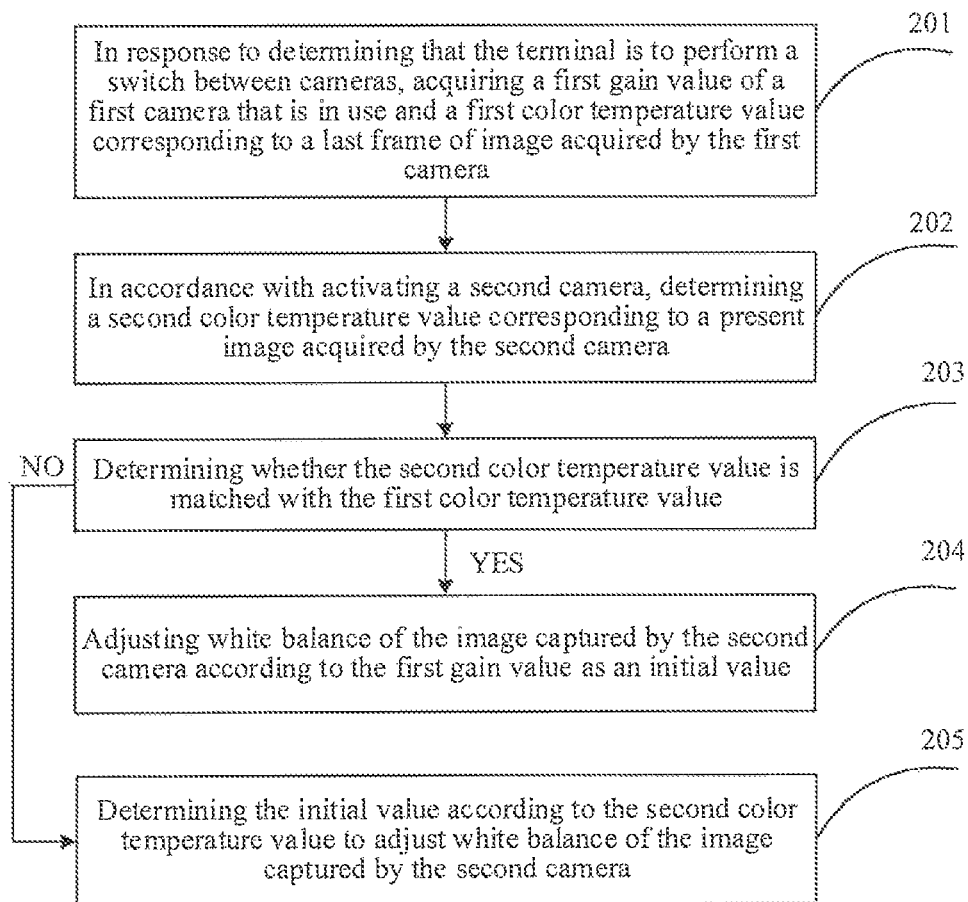 201
In response to determining that the terminal is to perform a
switch between cameras, acquiring a first gain value of a
first camera that is in use and a first color temperature value
corresponding to a last frame of image acquired by the first
camera
202
In accordance with activating a second camera, determining
a second color temperature value corresponding to a present
image acquired by the second camera
203
NO
Determining whether the second color temperature value is
matched with the first color temperature value
YES
204
Adjusting white balance of the image captured by the second
camera according to the first gain value as an initial value
205
Determining the initial value according to the second color
temperature value to adjust white balance of the image
captured by the second camera